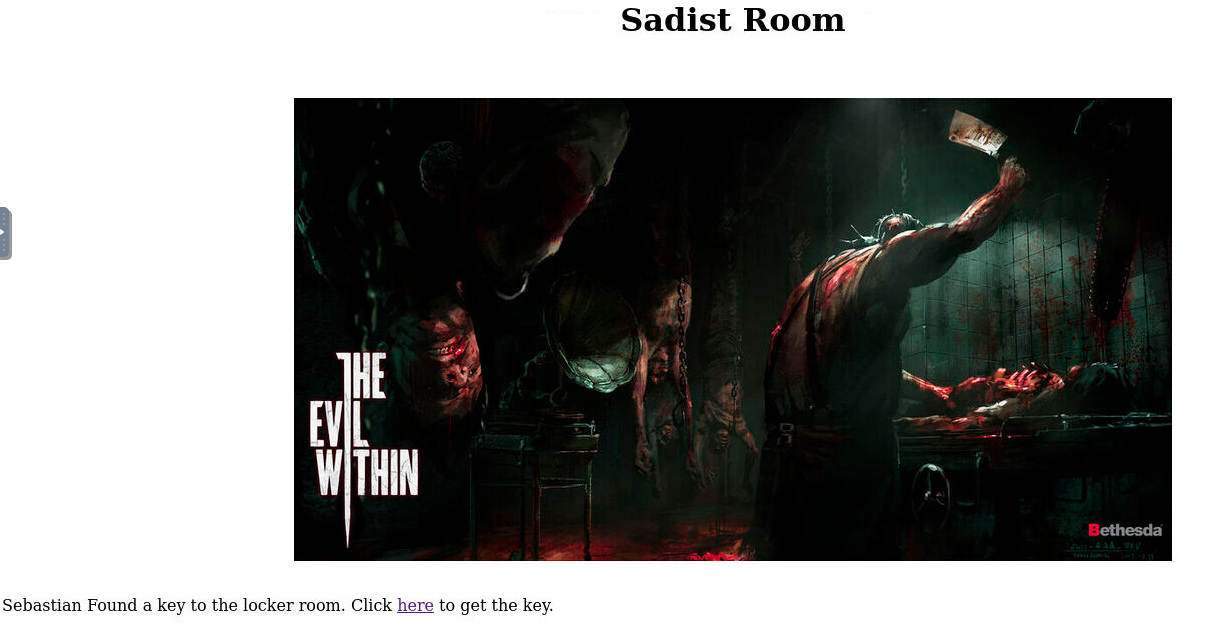 Sadist Room
THE
EVIL
WITHIN
Bethesda
Sebastian Found a key to the locker room. Click here to get the key.